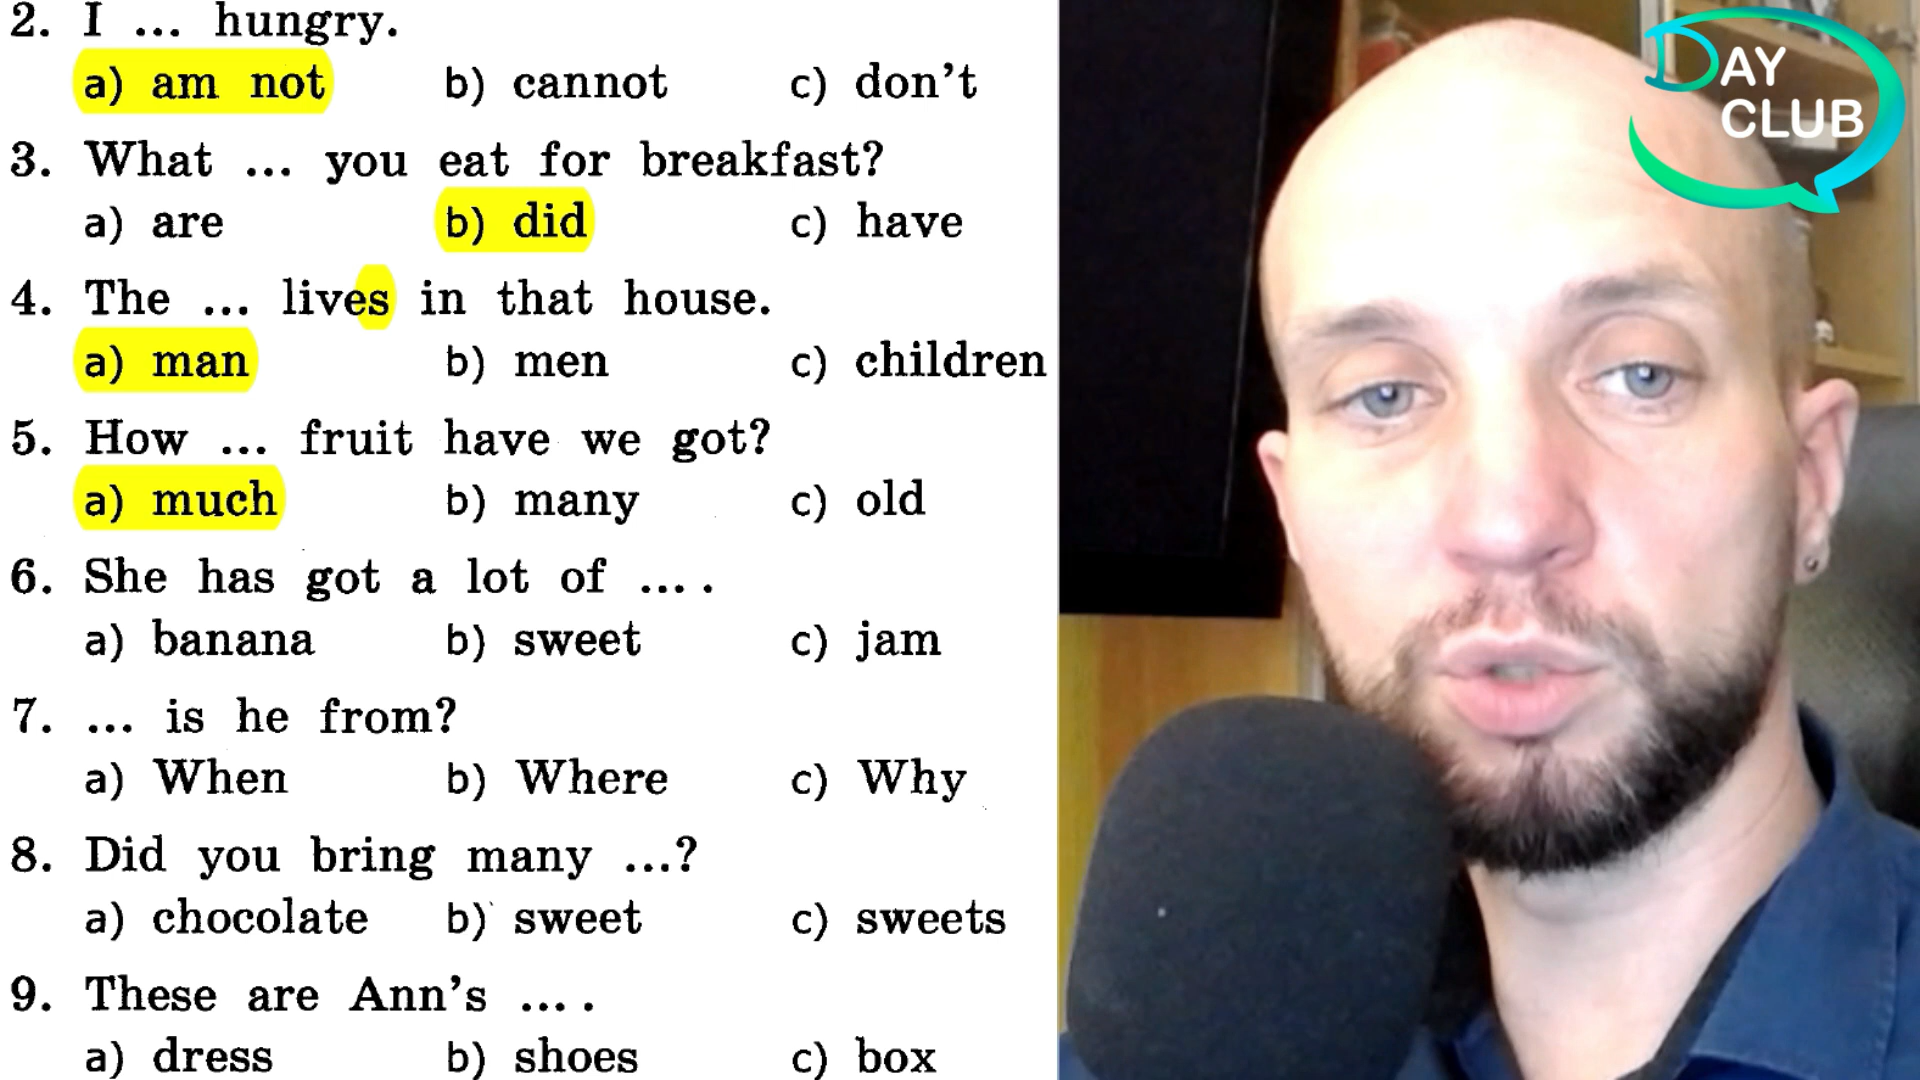 2. I ... hungry.
a) am not b) cannot c) don't
3. What ... you eat for breakfast?
a) are b) did c) have
4. The ... lives in that house.
a) man b) men c) children
5. How ... fruit have we got?
a) much b) many c) old
6. She has got a lot of ... .
a) banana b) sweet c) jam
7. ... is he from?
a) When b) Where c) Why
8. Did you bring many ...?
a) chocolate b) sweet c) sweets
9. These are Ann's ... .
a) dress b) shoes c) box
DAY
CLUB